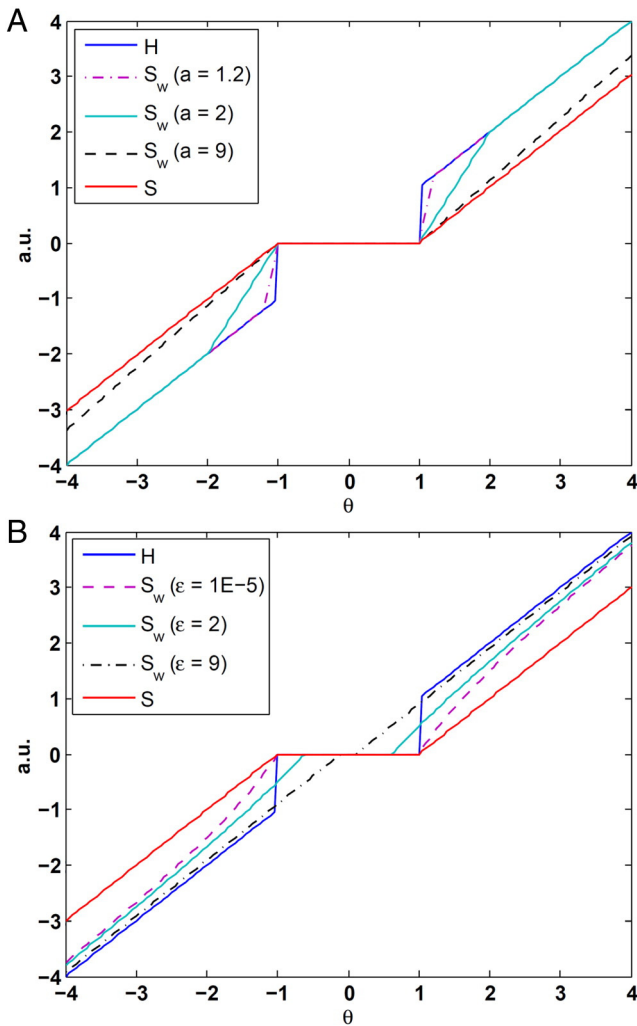 A
H
S_w (a = 1.2)
S_w (a = 2)
S_w (a = 9)
S
4
3
2
1
0
−1
−2
−3
−4
a.u.
−4 −3 −2 −1 0 1 2 3 4
θ
B
H
S_w (ε = 1E−5)
S_w (ε = 2)
S_w (ε = 9)
S
4
3
2
1
0
−1
−2
−3
−4
a.u.
−4 −3 −2 −1 0 1 2 3 4
θ